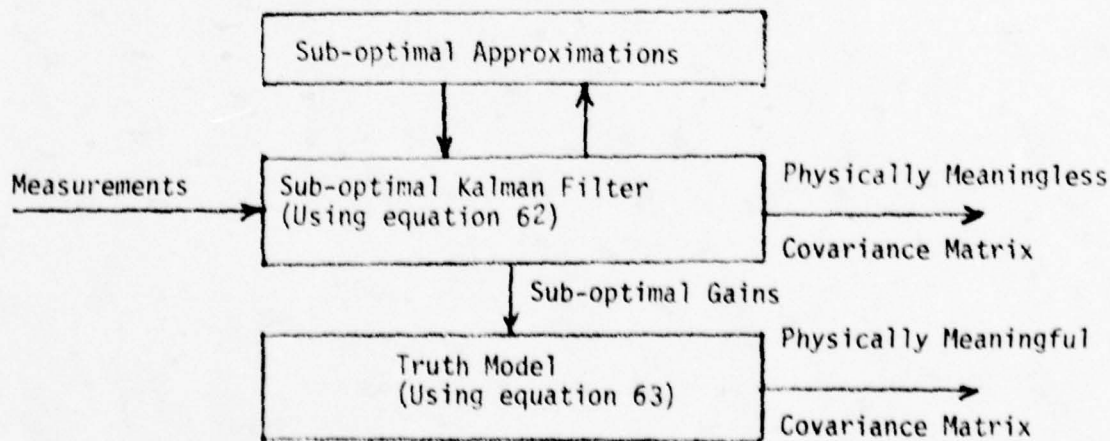 Sub-optimal Approximations
Measurements
Sub-optimal Kalman Filter
(Using equation 62)
Physically Meaningless
Covariance Matrix
Sub-optimal Gains
Truth Model
(Using equation 63)
Physically Meaningful
Covariance Matrix